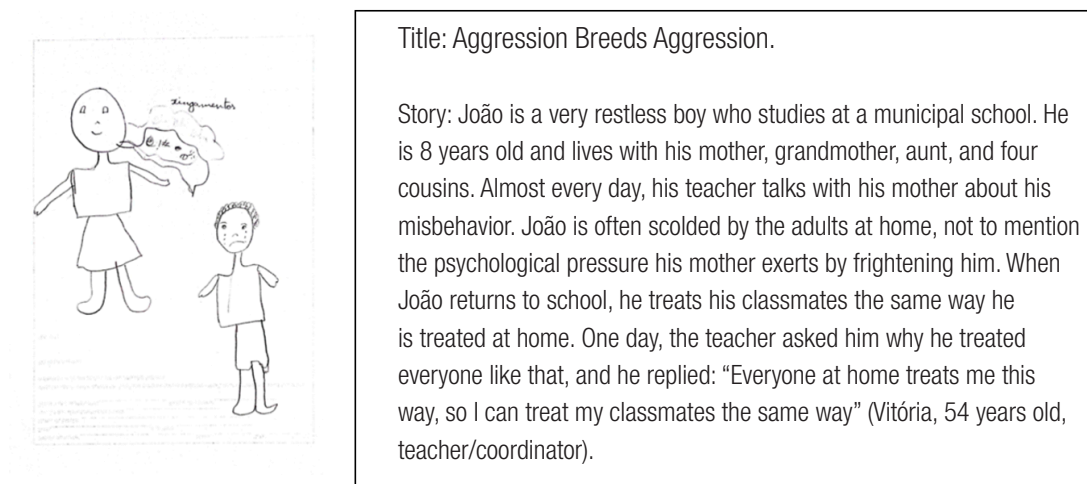 xingamentos
Title: Aggression Breeds Aggression.
Story: João is a very restless boy who studies at a municipal school. He
is 8 years old and lives with his mother, grandmother, aunt, and four
cousins. Almost every day, his teacher talks with his mother about his
misbehavior. João is often scolded by the adults at home, not to mention
the psychological pressure his mother exerts by frightening him. When
João returns to school, he treats his classmates the same way he
is treated at home. One day, the teacher asked him why he treated
everyone like that, and he replied: “Everyone at home treats me this
way, so I can treat my classmates the same way” (Vitória, 54 years old,
teacher/coordinator).